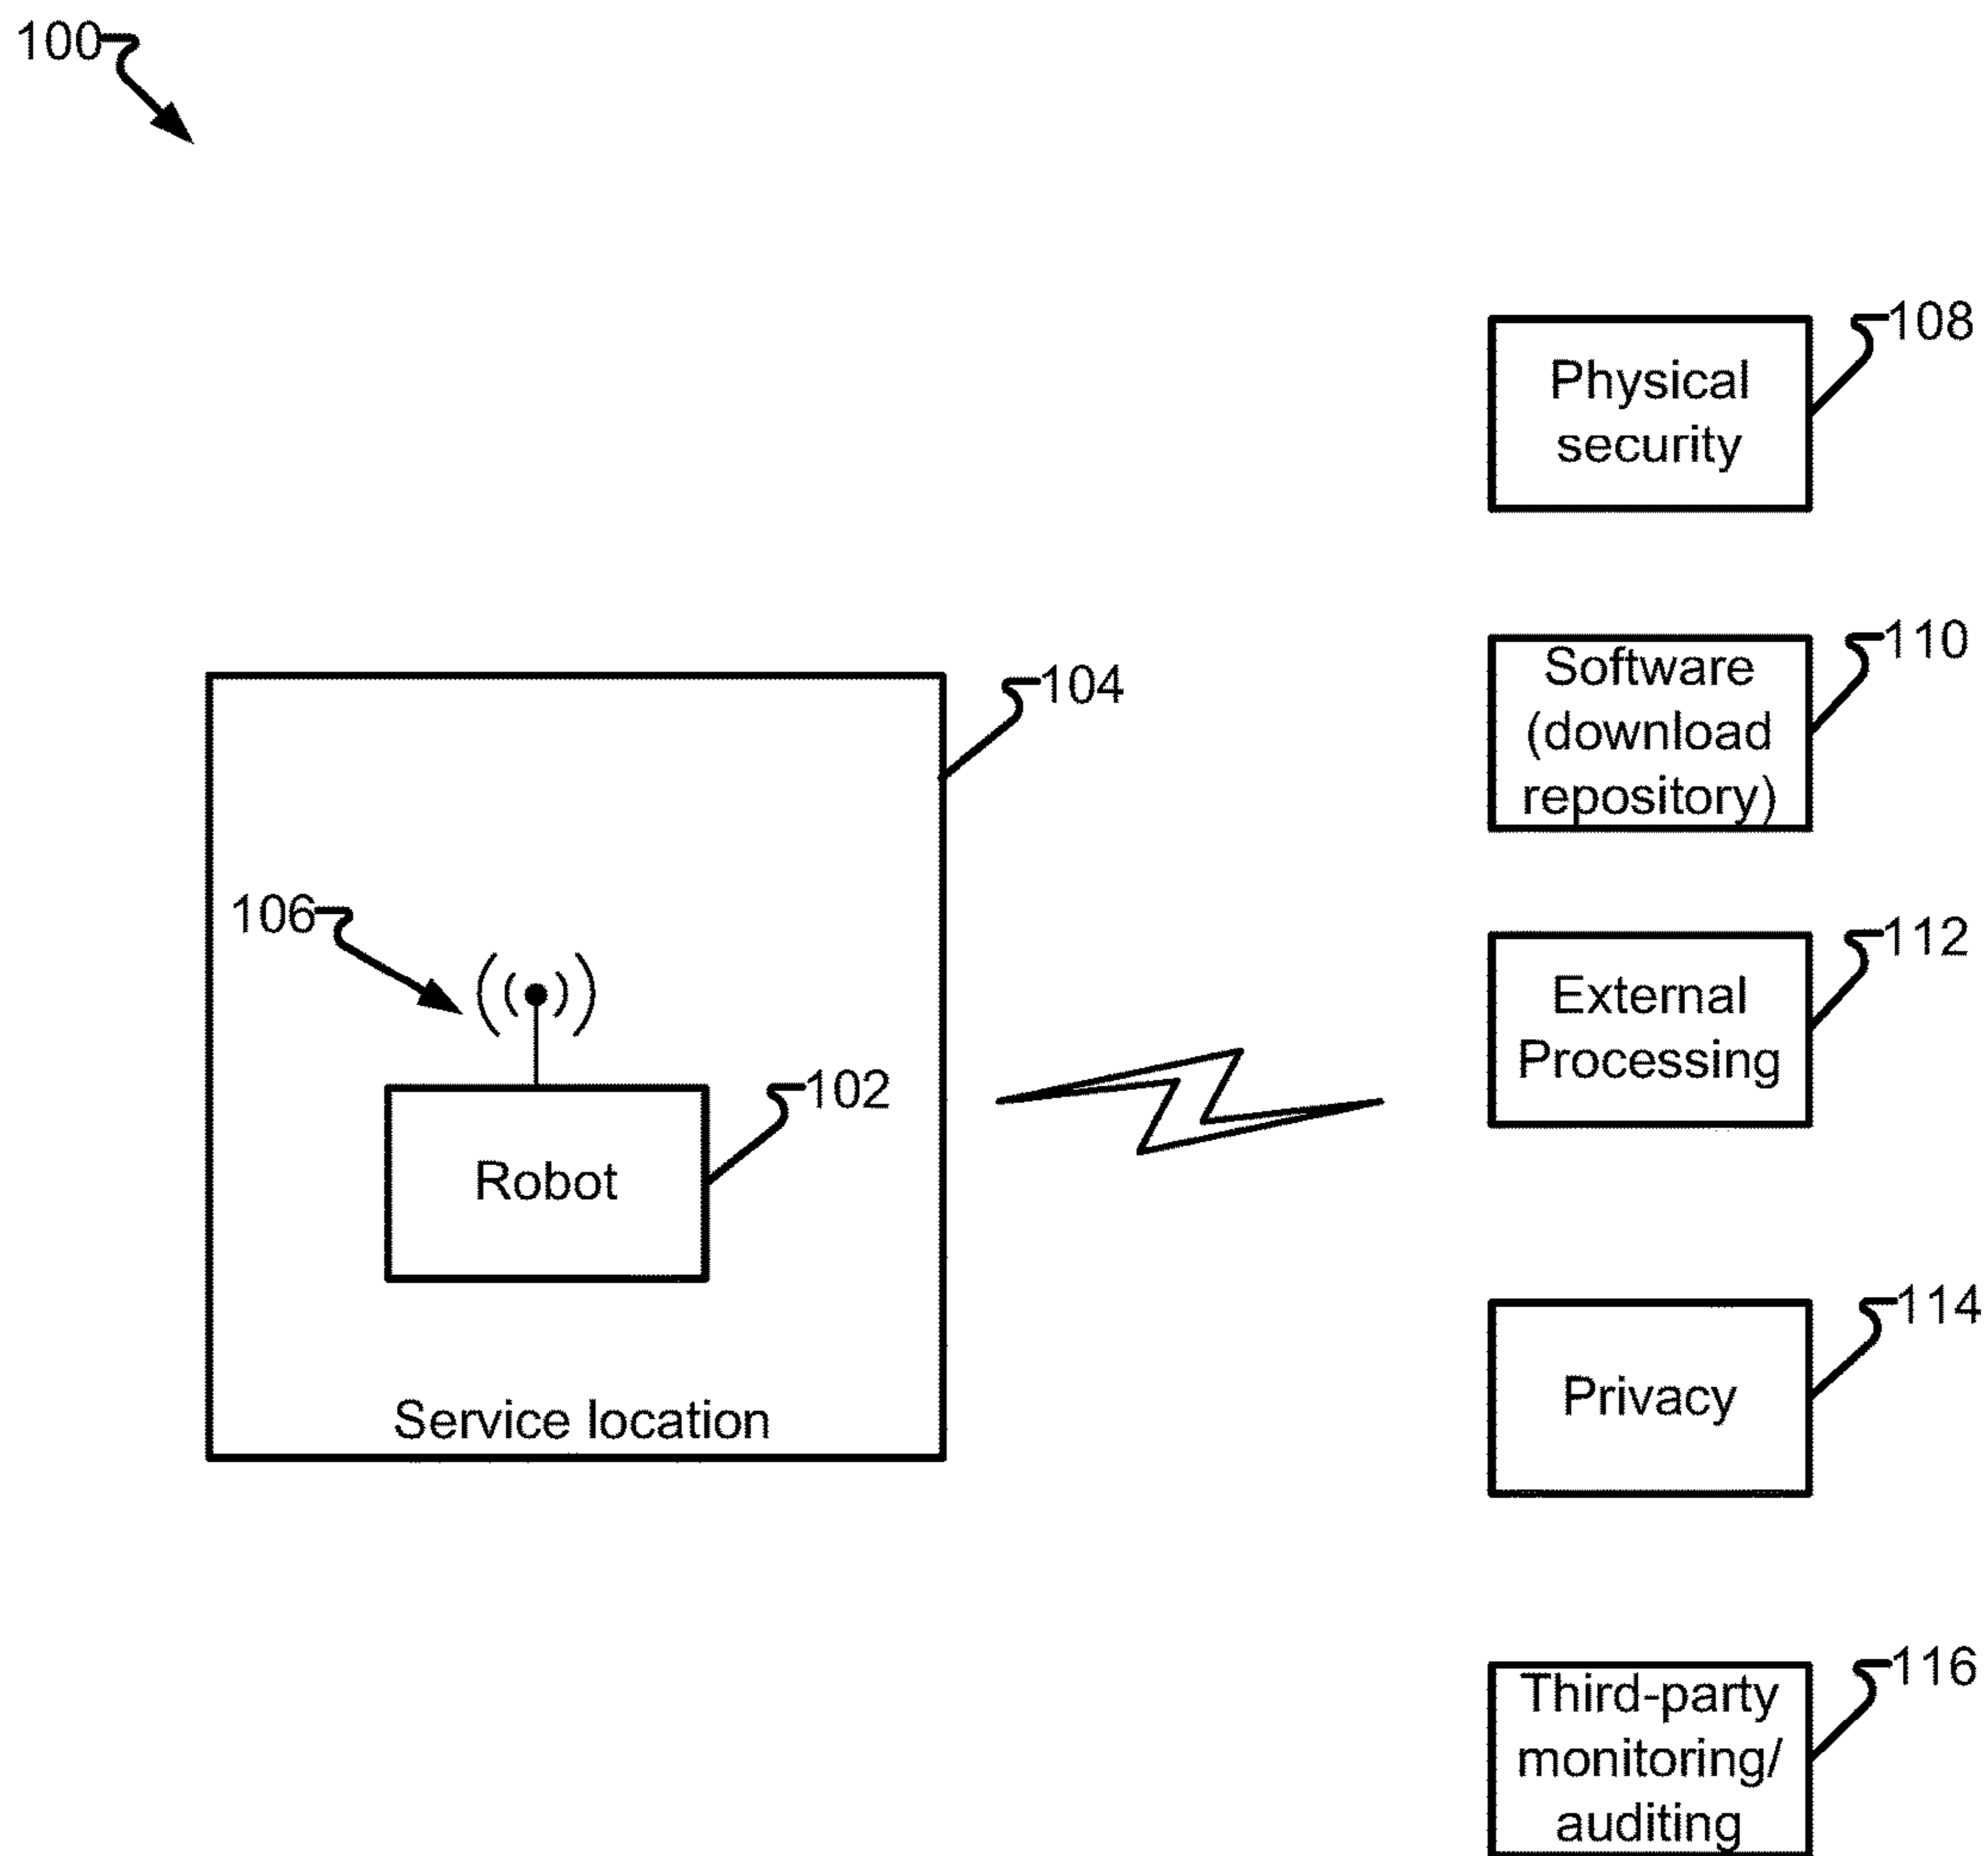 100
108
Physical
security
110
Software
(download
repository)
104
106
112
External
Processing
102
Robot
114
Privacy
Service location
116
Third-party
monitoring/
auditing